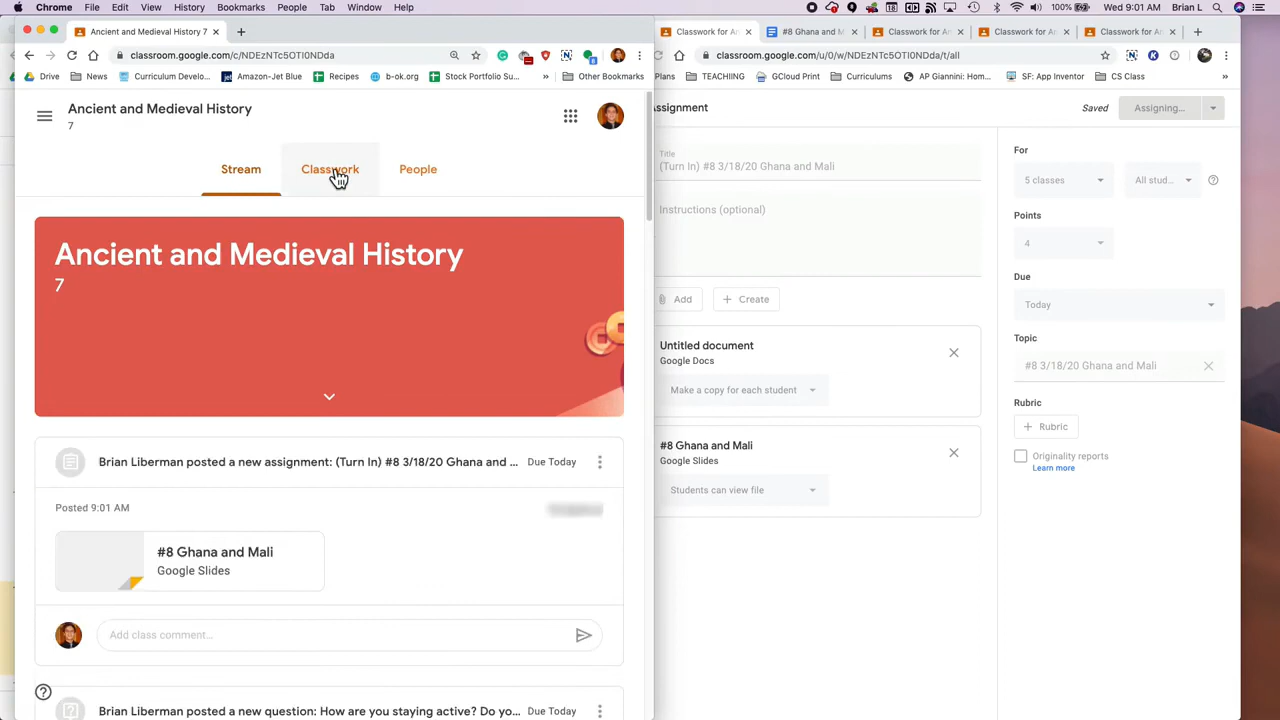 Chrome File Edit View History Bookmarks People Tab Window Help
18 100% Wed 9:01 AM Brian L
Ancient and Medieval History 7
classroom.google.com/c/NDEzNTc5OTI0NDda
Drive News Curriculum Devel... Amazon-Jet Blue Recipes b-ok.org Stock Portfolio Su... » Other Bookmarks
Ancient and Medieval History
7
Stream Classwork People
Ancient and Medieval History
7
Brian Liberman posted a new assignment: (Turn In) #8 3/18/20 Ghana and ... Due Today
Posted 9:01 AM
#8 Ghana and Mali
Google Slides
Add class comment...
Brian Liberman posted a new question: How are you staying active? Do yo... Due Today
Classwork for An #8 Ghana and M Classwork for An Classwork for An Classwork for An
classroom.google.com/u/0/w/NDEzNTc5OTI0NDda/t/all
Plans TEACHIING GCloud Print Curriculums AP Giannini: Ho... SF: App Inventor CS Class »
Assignment Saved Assigning...
Title
(Turn In) #8 3/18/20 Ghana and Mali
Instructions (optional)
Add Create
Untitled document
Google Docs
Make a copy for each student
#8 Ghana and Mali
Google Slides
Students can view file
For
5 classes All stud...
Points
4
Due
Today
Topic
#8 3/18/20 Ghana and Mali
Rubric
Rubric
Originality reports
Learn more